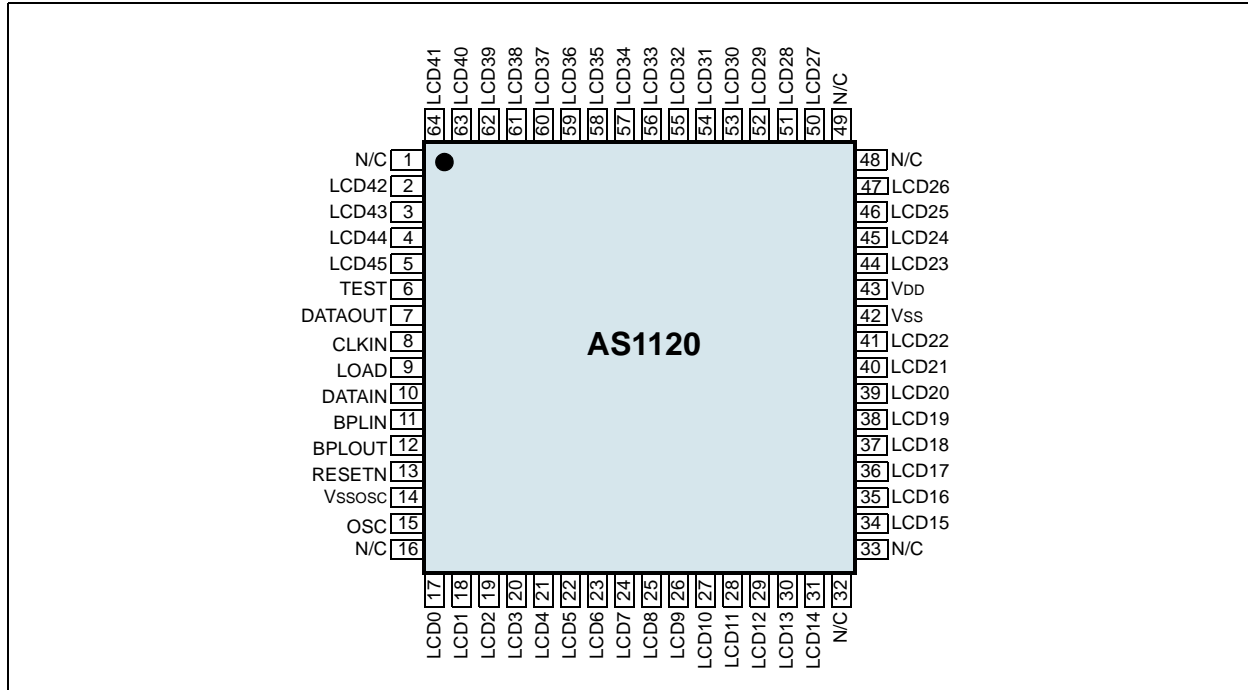 LCD41
LCD40
LCD39
LCD38
LCD37
LCD36
LCD35
LCD34
LCD33
LCD32
LCD31
LCD30
LCD29
LCD28
LCD27
N/C
64 63 62 61 60 59 58 57 56 55 54 53 52 51 50 49
N/C 1
LCD42 2
LCD43 3
LCD44 4
LCD45 5
TEST 6
DATAOUT 7
CLKIN 8
LOAD 9
DATAIN 10
BPLIN 11
BPLOUT 12
RESETN 13
VSSOSC 14
OSC 15
N/C 16
AS1120
48 N/C
47 LCD26
46 LCD25
45 LCD24
44 LCD23
43 VDD
42 VSS
41 LCD22
40 LCD21
39 LCD20
38 LCD19
37 LCD18
36 LCD17
35 LCD16
34 LCD15
33 N/C
17 18 19 20 21 22 23 24 25 26 27 28 29 30 31 32
LCD0
LCD1
LCD2
LCD3
LCD4
LCD5
LCD6
LCD7
LCD8
LCD9
LCD10
LCD11
LCD12
LCD13
LCD14
N/C